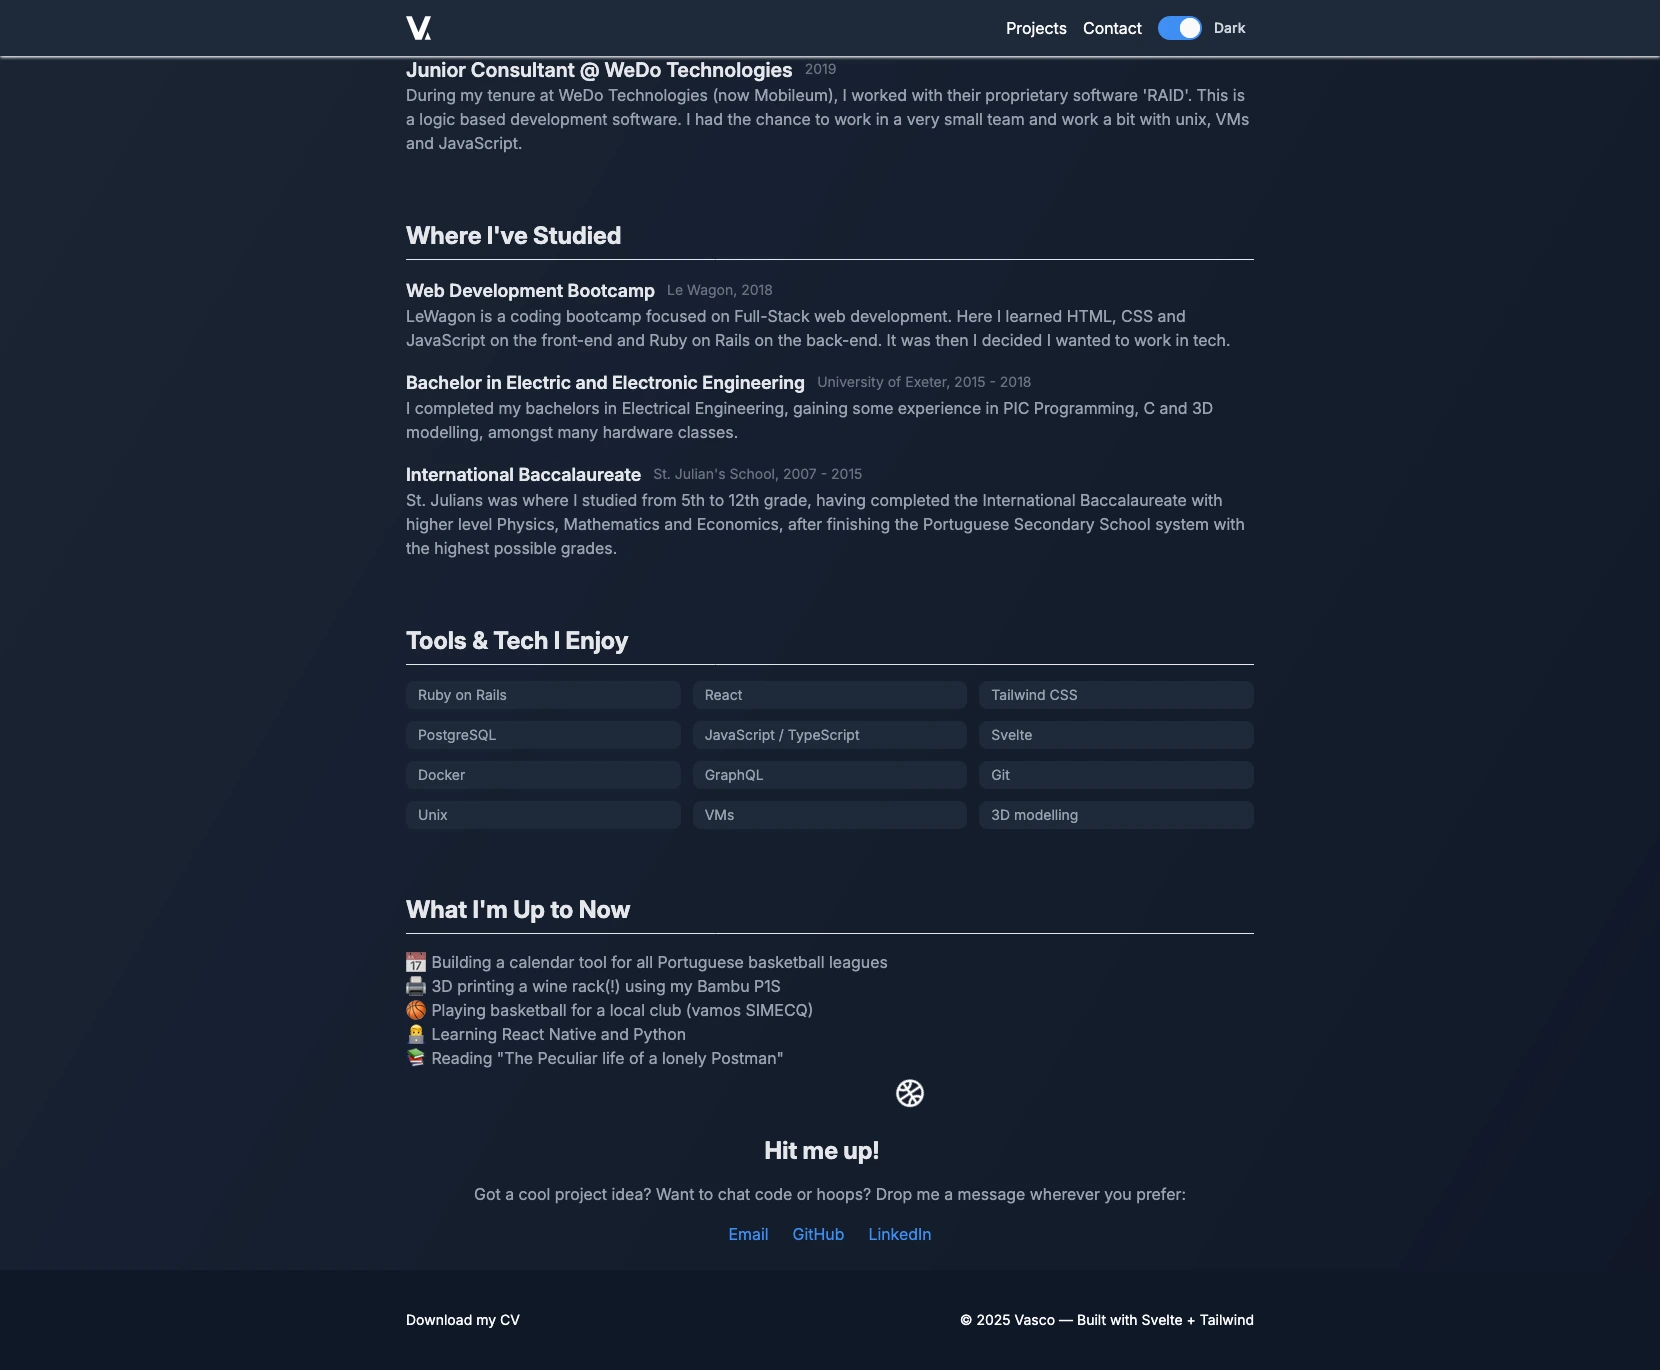 V.
Projects Contact Dark
Junior Consultant @ WeDo Technologies 2019
During my tenure at WeDo Technologies (now Mobileum), I worked with their proprietary software 'RAID'. This is
a logic based development software. I had the chance to work in a very small team and work a bit with unix, VMs
and JavaScript.
Where I've Studied
Web Development Bootcamp Le Wagon, 2018
LeWagon is a coding bootcamp focused on Full-Stack web development. Here I learned HTML, CSS and
JavaScript on the front-end and Ruby on Rails on the back-end. It was then I decided I wanted to work in tech.
Bachelor in Electric and Electronic Engineering University of Exeter, 2015 - 2018
I completed my bachelors in Electrical Engineering, gaining some experience in PIC Programming, C and 3D
modelling, amongst many hardware classes.
International Baccalaureate St. Julian's School, 2007 - 2015
St. Julians was where I studied from 5th to 12th grade, having completed the International Baccalaureate with
higher level Physics, Mathematics and Economics, after finishing the Portuguese Secondary School system with
the highest possible grades.
Tools & Tech I Enjoy
Ruby on Rails React Tailwind CSS
PostgreSQL JavaScript / TypeScript Svelte
Docker GraphQL Git
Unix VMs 3D modelling
What I'm Up to Now
📅 Building a calendar tool for all Portuguese basketball leagues
🖨️ 3D printing a wine rack(!) using my Bambu P1S
🏀 Playing basketball for a local club (vamos SIMECQ)
👨‍💻 Learning React Native and Python
📚 Reading "The Peculiar life of a lonely Postman"
Hit me up!
Got a cool project idea? Want to chat code or hoops? Drop me a message wherever you prefer:
Email GitHub LinkedIn
Download my CV © 2025 Vasco — Built with Svelte + Tailwind